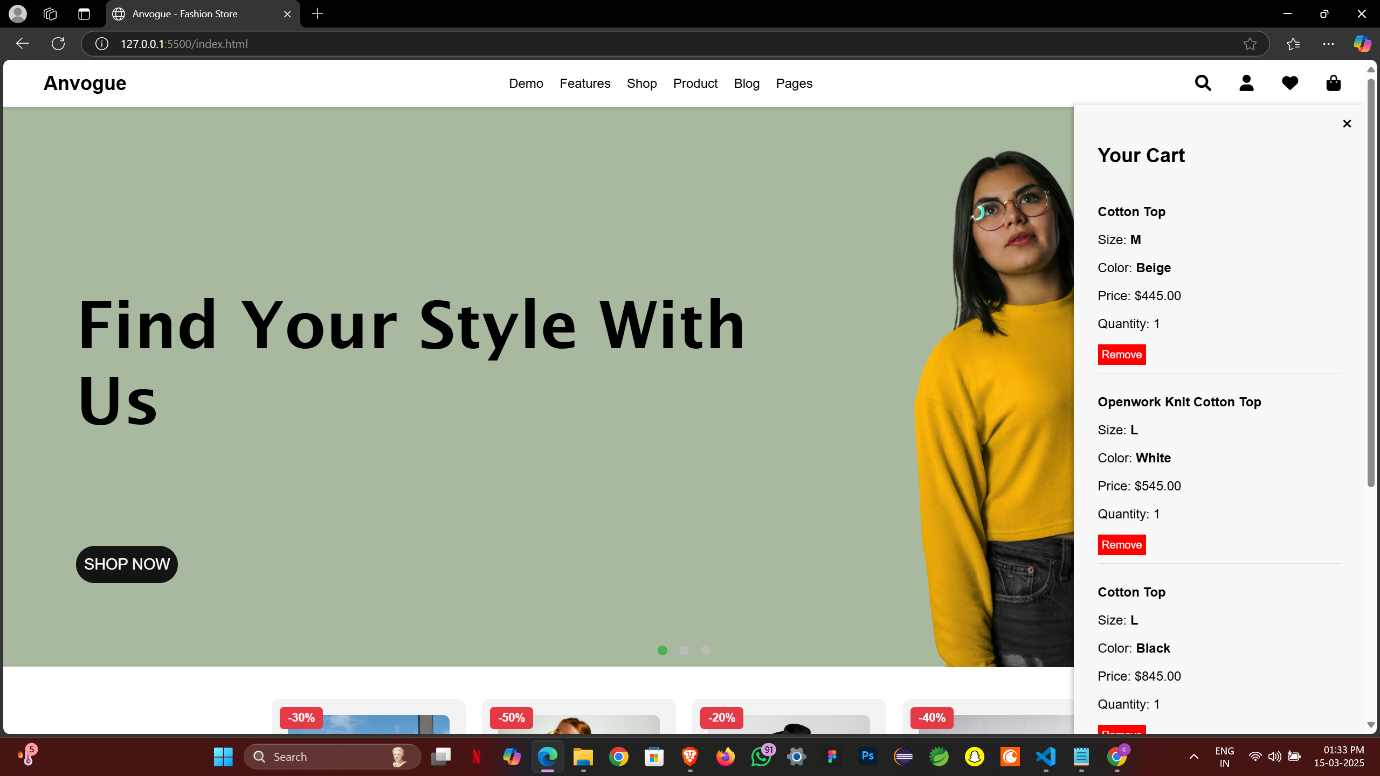 Anvogue - Fashion Store
127.0.0.1:5500/index.html
Anvogue
Demo Features Shop Product Blog Pages
Find Your Style With
Us
SHOP NOW
Your Cart
Cotton Top
Size: M
Color: Beige
Price: $445.00
Quantity: 1
Remove
Openwork Knit Cotton Top
Size: L
Color: White
Price: $545.00
Quantity: 1
Remove
Cotton Top
Size: L
Color: Black
Price: $845.00
Quantity: 1
Remove
-30% -50% -20% -40%
5
Search
91
ENG
IN
01:33 PM
15-03-2025